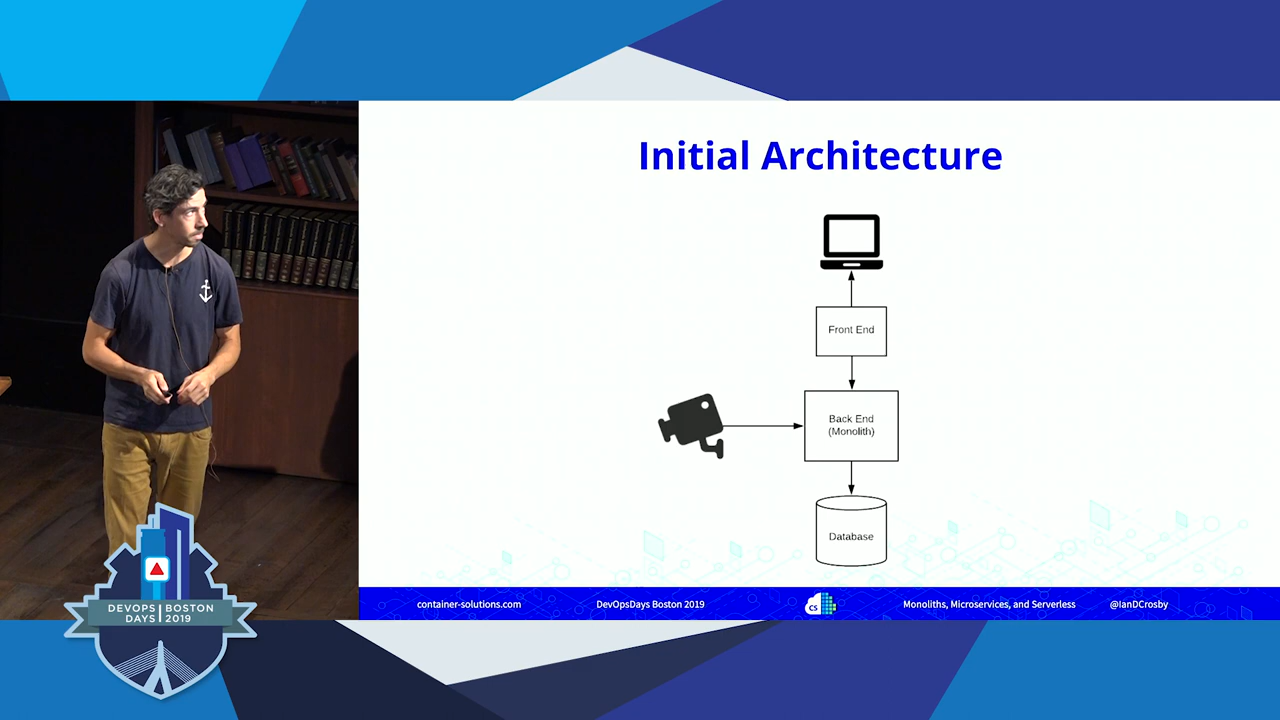 Initial Architecture
Front End
Back End
(Monolith)
Database
container-solutions.com
DevOpsDays Boston 2019
cs
Monoliths, Microservices, and Serverless
@IanDCrosby
DEVOPS BOSTON
DAYS 2019